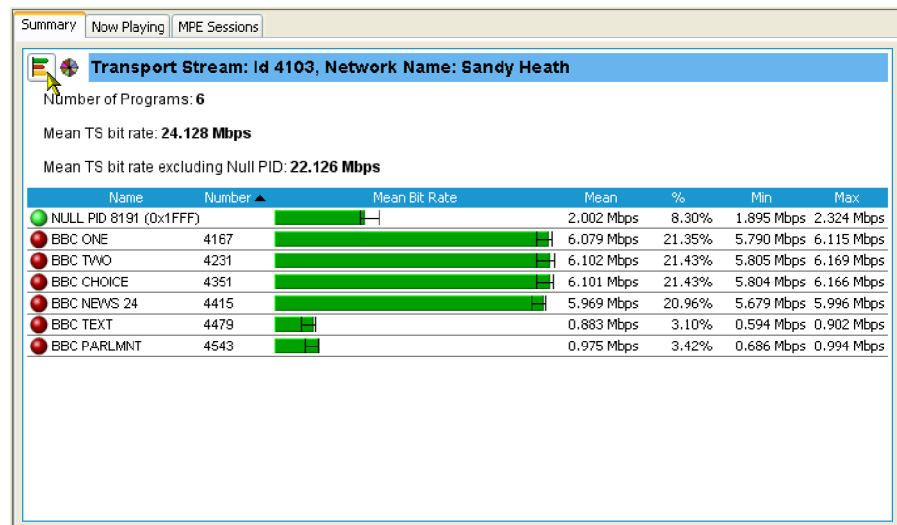 Summary Now Playing MPE Sessions
Transport Stream: Id 4103, Network Name: Sandy Heath
Number of Programs: 6
Mean TS bit rate: 24.128 Mbps
Mean TS bit rate excluding Null PID: 22.126 Mbps
Name Number Mean Bit Rate Mean % Min Max
NULL PID 8191 (0x1FFF) 2.002 Mbps 8.30% 1.895 Mbps 2.324 Mbps
BBC ONE 4167 6.079 Mbps 21.35% 5.790 Mbps 6.115 Mbps
BBC TWO 4231 6.102 Mbps 21.43% 5.805 Mbps 6.169 Mbps
BBC CHOICE 4351 6.101 Mbps 21.43% 5.804 Mbps 6.166 Mbps
BBC NEWS 24 4415 5.969 Mbps 20.96% 5.679 Mbps 5.996 Mbps
BBC TEXT 4479 0.883 Mbps 3.10% 0.594 Mbps 0.902 Mbps
BBC PARLMNT 4543 0.975 Mbps 3.42% 0.686 Mbps 0.994 Mbps